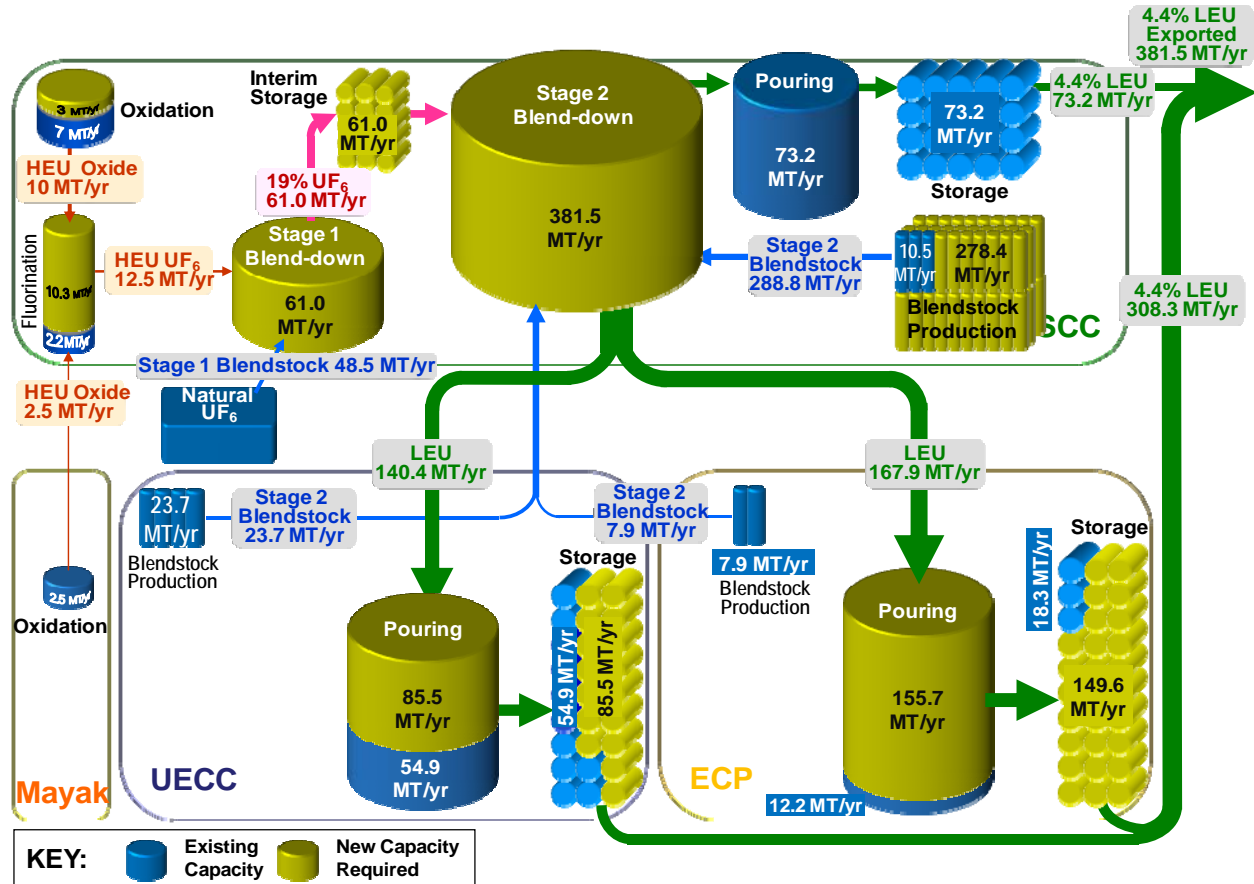 4.4% LEU
Exported
381.5 MT/yr
3 MT/yr
7 MT/yr
Oxidation
Interim
Storage
61.0
MT/yr
Stage 2
Blend-down
381.5
MT/yr
Pouring
73.2
MT/yr
73.2
MT/yr
Storage
4.4% LEU
73.2 MT/yr
HEU Oxide
10 MT/yr
19% UF6
61.0 MT/yr
Fluorination
10.3 MT/yr
2.2 MT/yr
HEU UF6
12.5 MT/yr
Stage 1
Blend-down
61.0
MT/yr
Stage 2
Blendstock
288.8 MT/yr
10.5
MT/yr
278.4
MT/yr
Blendstock
Production
SCC
4.4% LEU
308.3 MT/yr
Stage 1 Blendstock 48.5 MT/yr
HEU Oxide
2.5 MT/yr
Natural
UF6
LEU
140.4 MT/yr
LEU
167.9 MT/yr
23.7
MT/yr
Blendstock
Production
Stage 2
Blendstock
23.7 MT/yr
Stage 2
Blendstock
7.9 MT/yr
7.9 MT/yr
Blendstock
Production
Storage
54.9 MT/yr
85.5 MT/yr
Storage
18.3 MT/yr
149.6
MT/yr
2.5 MT/yr
Oxidation
Pouring
85.5
MT/yr
54.9
MT/yr
Pouring
155.7
MT/yr
12.2 MT/yr
Mayak
UECC
ECP
KEY:
Existing
Capacity
New Capacity
Required